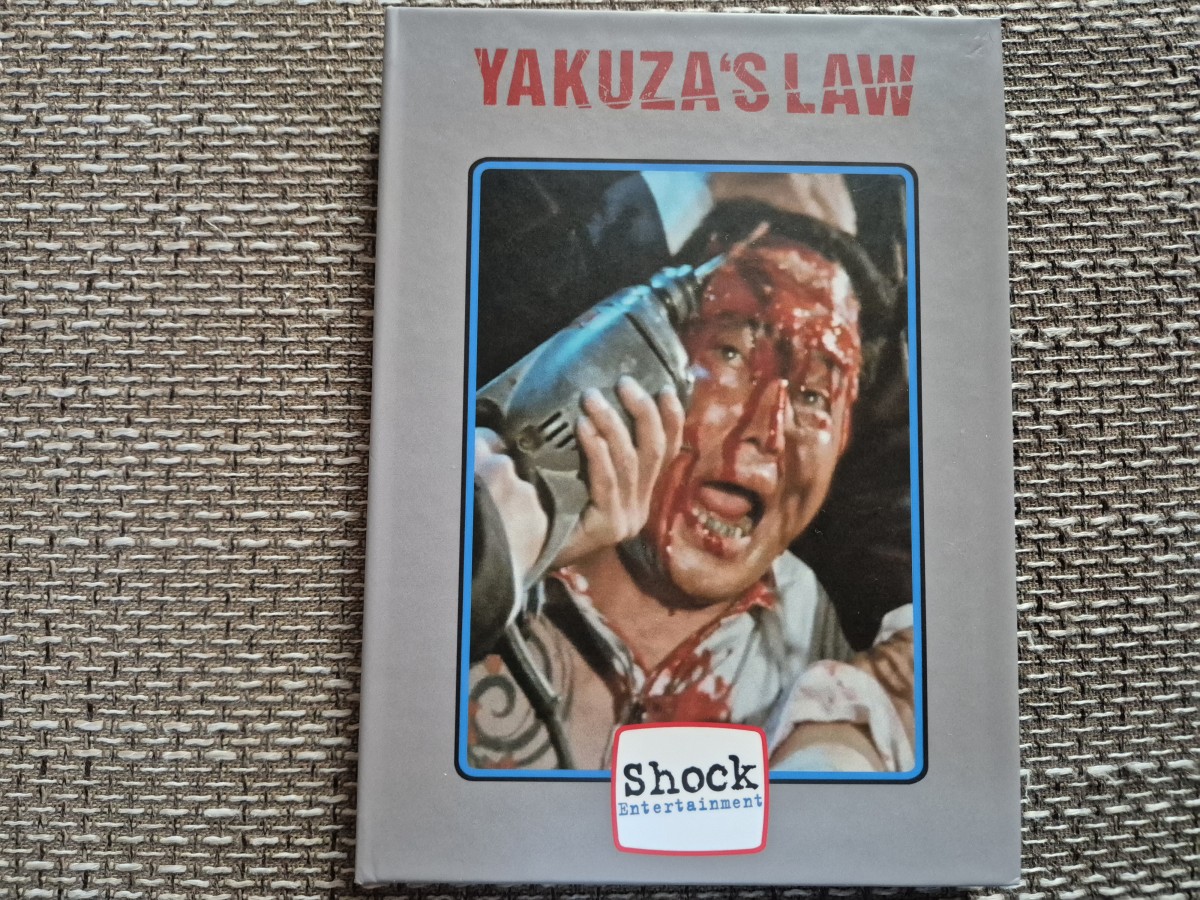 YAKUZA'S LAW
Shock
Entertainment